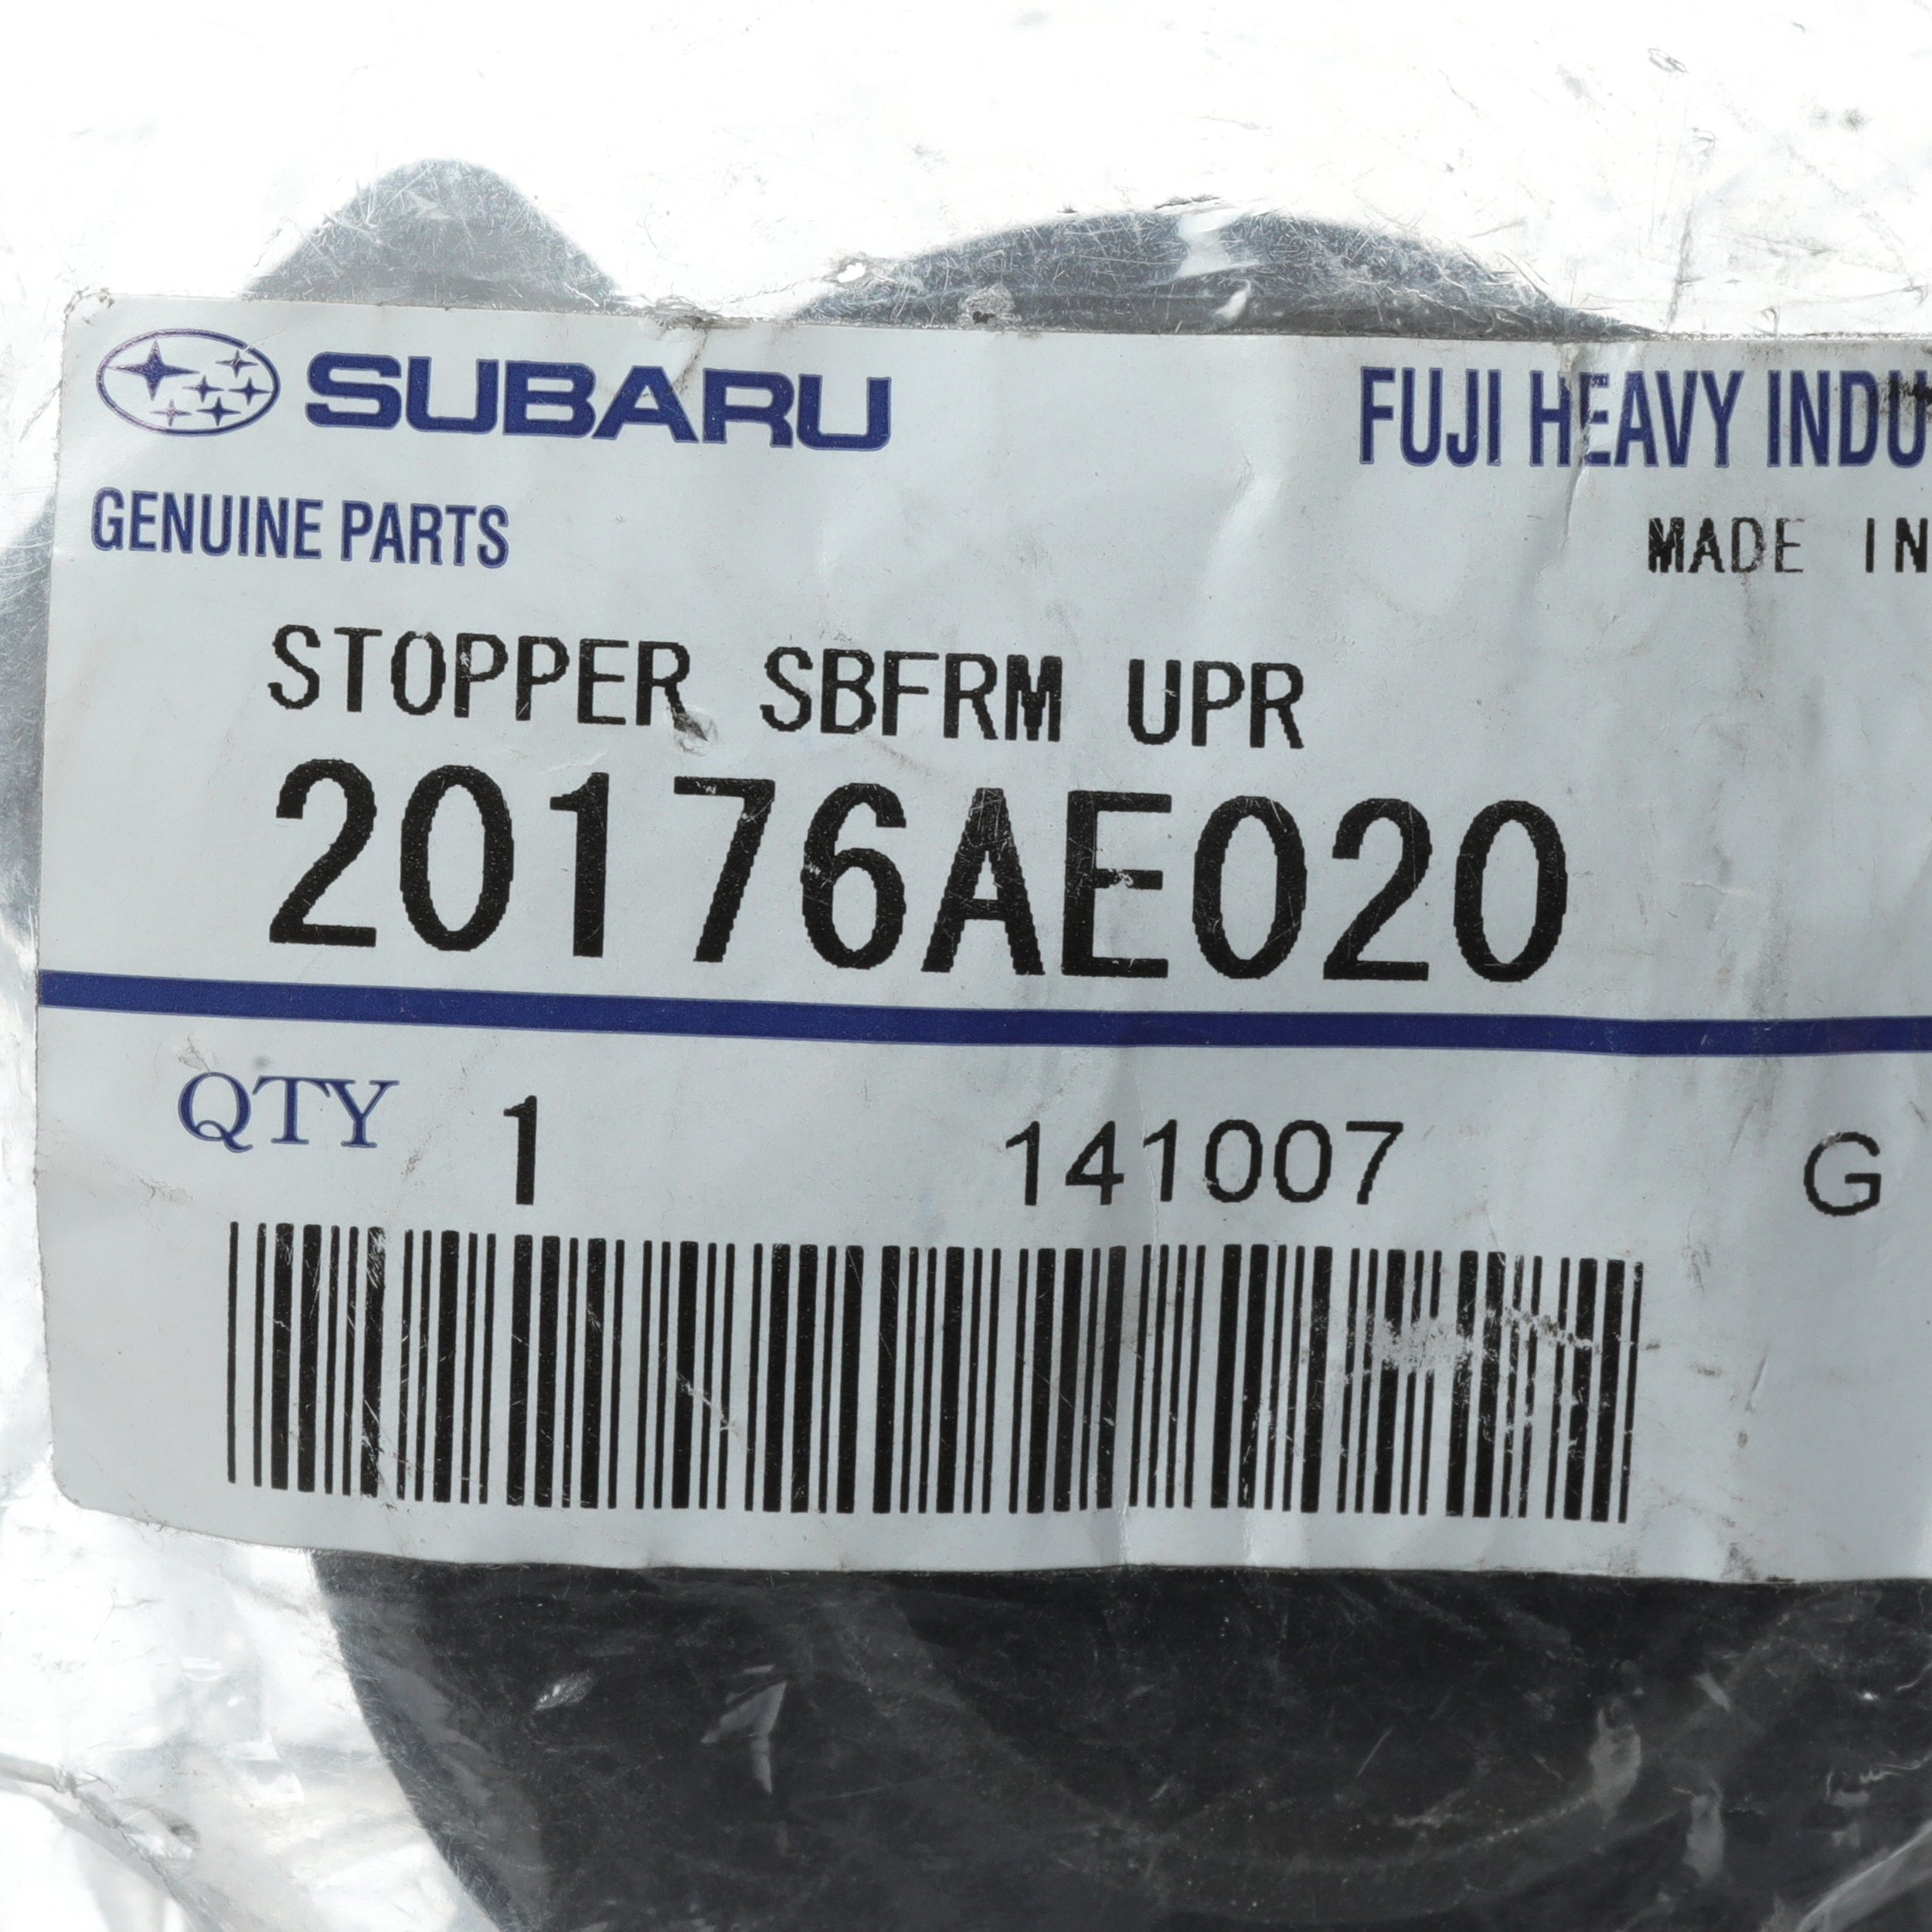 SUBARU
FUJI HEAVY INDU
GENUINE PARTS
MADE IN
STOPPER SBFRM UPR
20176AE020
QTY 1 141007 G